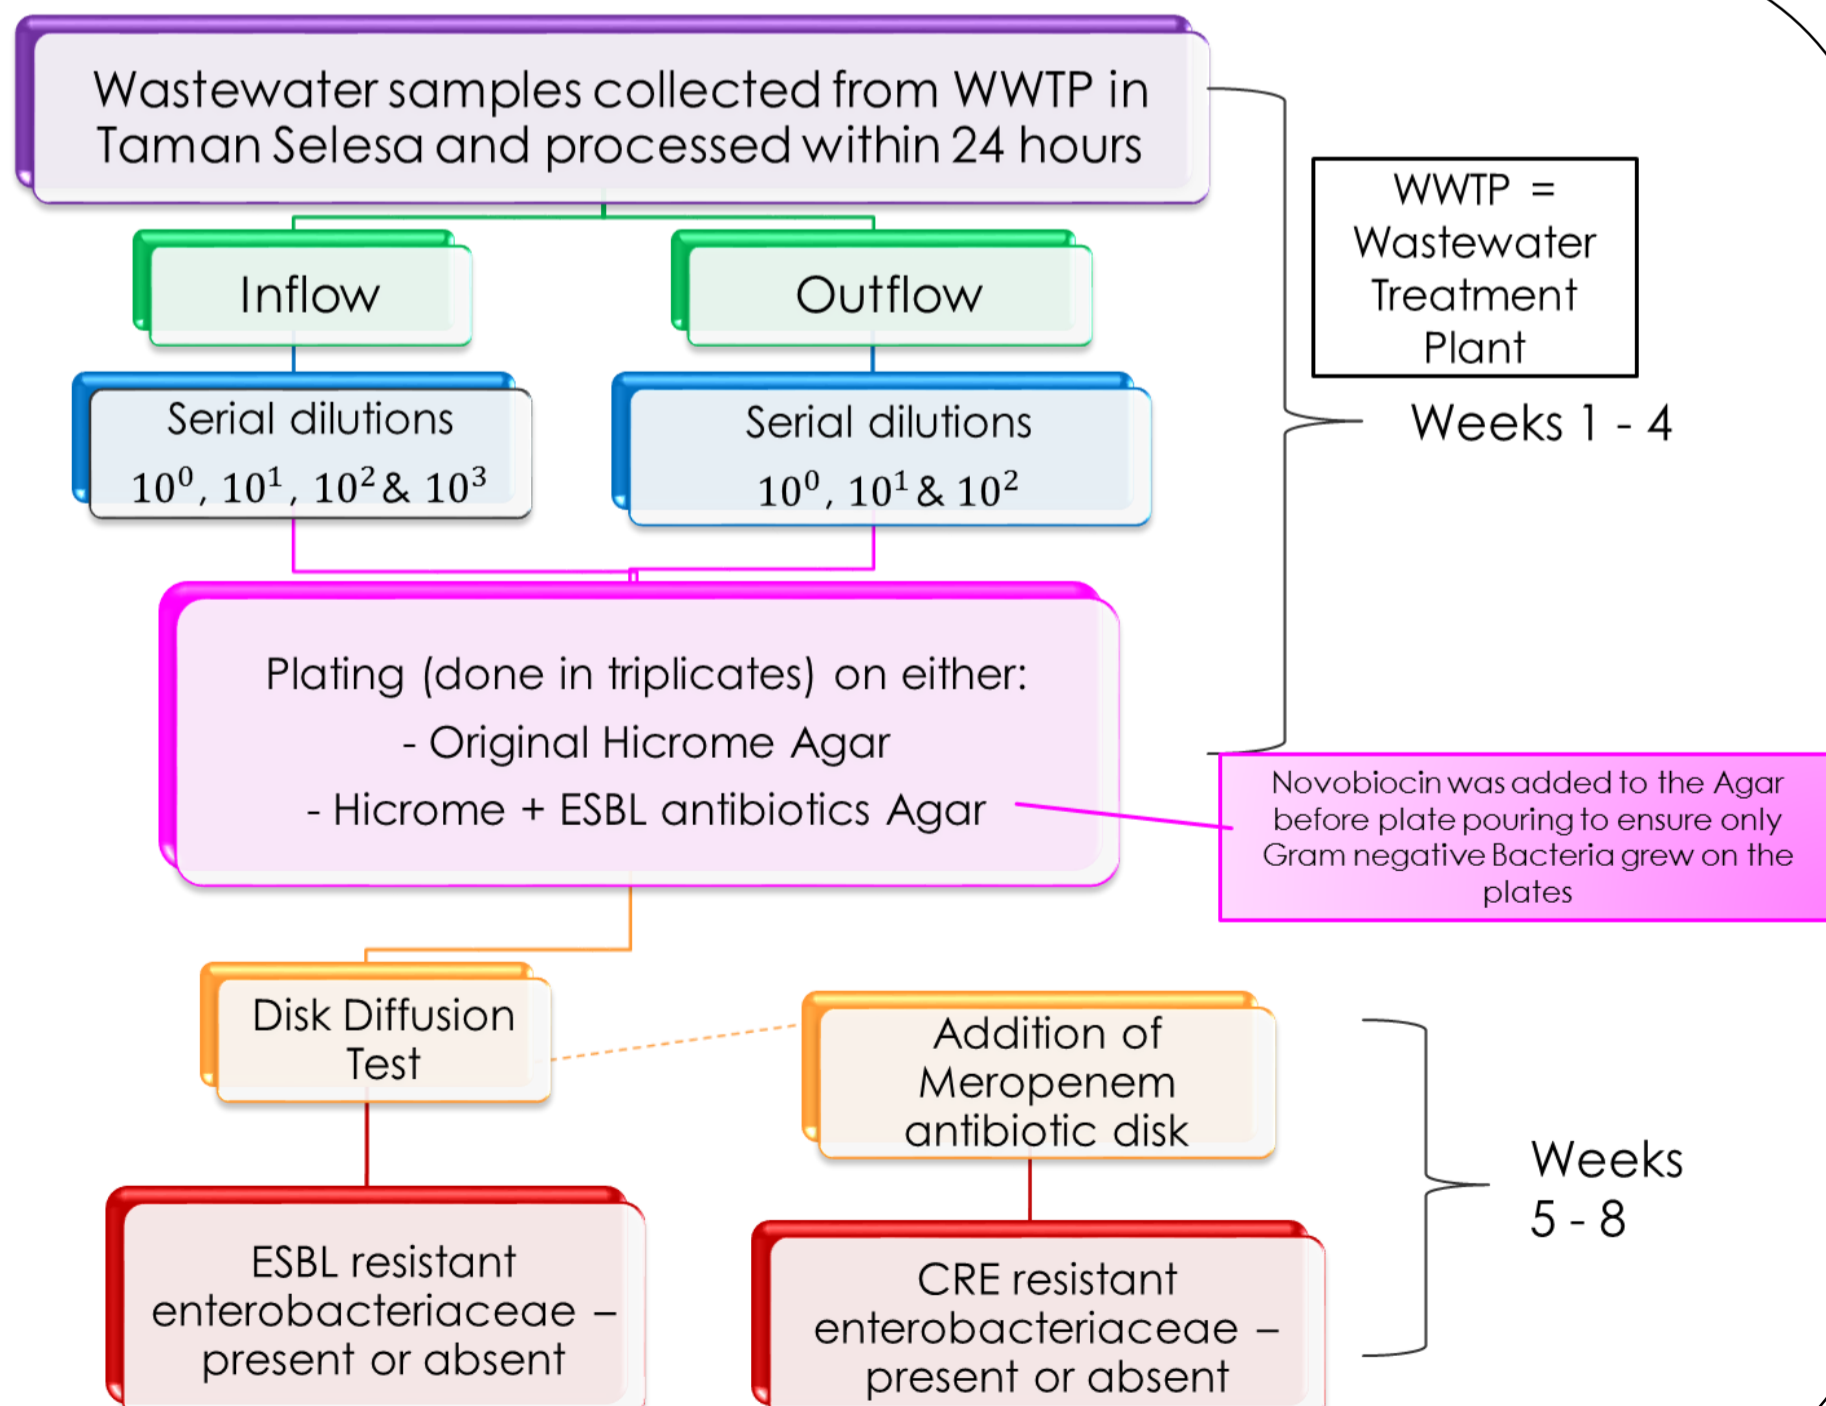 Wastewater samples collected from WWTP in
Taman Selesa and processed within 24 hours
WWTP =
Wastewater
Treatment
Plant
Inflow
Outflow
Serial dilutions
10⁰, 10¹, 10² & 10³
Serial dilutions
10⁰, 10¹ & 10²
Weeks 1 - 4
Plating (done in triplicates) on either:
- Original Hicrome Agar
- Hicrome + ESBL antibiotics Agar
Novobiocin was added to the Agar
before plate pouring to ensure only
Gram negative Bacteria grew on the
plates
Disk Diffusion
Test
Addition of
Meropenem
antibiotic disk
Weeks
5 - 8
ESBL resistant
enterobacteriaceae –
present or absent
CRE resistant
enterobacteriaceae –
present or absent